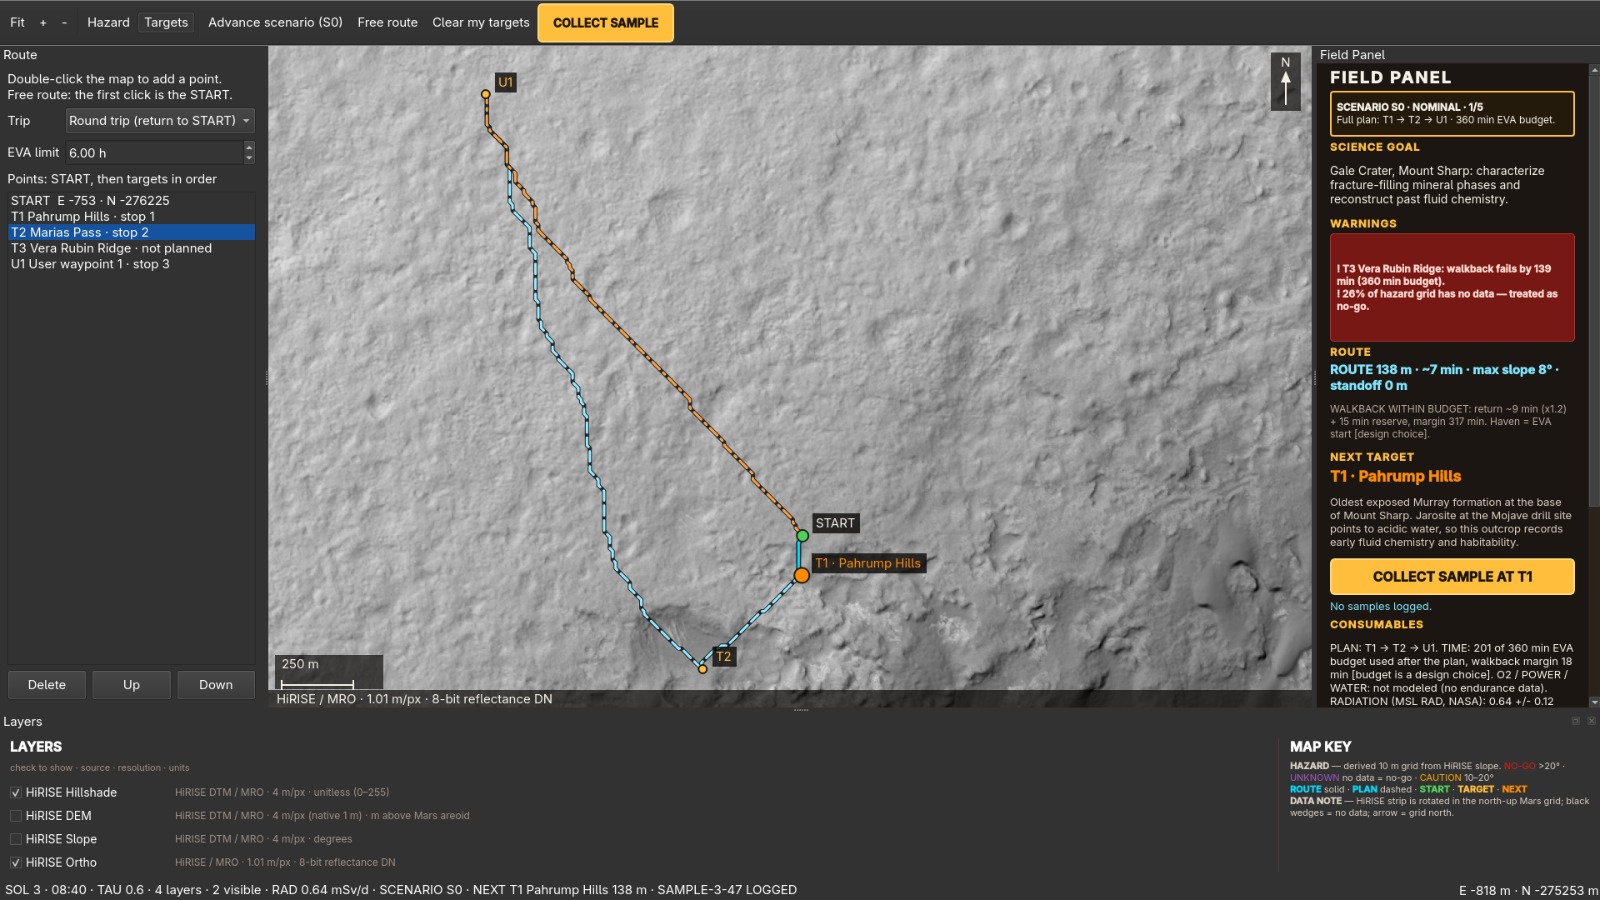 Fit + - Hazard Targets Advance scenario (S0) Free route Clear my targets COLLECT SAMPLE
Route
Double-click the map to add a point.
Free route: the first click is the START.
Trip Round trip (return to START)
EVA limit 6.00 h
Points: START, then targets in order
START E -753 · N -276225
T1 Pahrump Hills · stop 1
T2 Marias Pass · stop 2
T3 Vera Rubin Ridge · not planned
U1 User waypoint 1 · stop 3
Delete Up Down
U1
N
START
T1 · Pahrump Hills
T2
250 m
HiRISE / MRO · 1.01 m/px · 8-bit reflectance DN
Field Panel
FIELD PANEL
SCENARIO S0 · NOMINAL · 1/5
Full plan: T1 → T2 → U1 · 360 min EVA budget.
SCIENCE GOAL
Gale Crater, Mount Sharp: characterize
fracture-filling mineral phases and
reconstruct past fluid chemistry.
WARNINGS
! T3 Vera Rubin Ridge: walkback fails by 139
min (360 min budget).
! 26% of hazard grid has no data — treated as
no-go.
ROUTE
ROUTE 138 m · ~7 min · max slope 8° ·
standoff 0 m
WALKBACK WITHIN BUDGET: return ~9 min (x1.2)
+ 15 min reserve, margin 317 min. Haven = EVA
start [design choice].
NEXT TARGET
T1 · Pahrump Hills
Oldest exposed Murray formation at the base
of Mount Sharp. Jarosite at the Mojave drill site
points to acidic water, so this outcrop records
early fluid chemistry and habitability.
COLLECT SAMPLE AT T1
No samples logged.
CONSUMABLES
PLAN: T1 → T2 → U1. TIME: 201 of 360 min EVA
budget used after the plan, walkback margin 18
min [budget is a design choice]. O2 / POWER /
WATER: not modeled (no endurance data).
RADIATION (MSL RAD, NASA): 0.64 +/- 0.12
Layers
LAYERS
check to show · source · resolution · units
HiRISE Hillshade HiRISE DTM / MRO · 4 m/px · unitless (0–255)
HiRISE DEM HiRISE DTM / MRO · 4 m/px (native 1 m) · m above Mars areoid
HiRISE Slope HiRISE DTM / MRO · 4 m/px · degrees
HiRISE Ortho HiRISE / MRO · 1.01 m/px · 8-bit reflectance DN
MAP KEY
HAZARD — derived 10 m grid from HiRISE slope. NO-GO >20° ·
UNKNOWN no data = no-go · CAUTION 10–20°
ROUTE solid · PLAN dashed · START · TARGET · NEXT
DATA NOTE — HiRISE strip is rotated in the north-up Mars grid; black
wedges = no data; arrow = grid north.
SOL 3 · 08:40 · TAU 0.6 · 4 layers · 2 visible · RAD 0.64 mSv/d · SCENARIO S0 · NEXT T1 Pahrump Hills 138 m · SAMPLE-3-47 LOGGED
E -818 m · N -275253 m